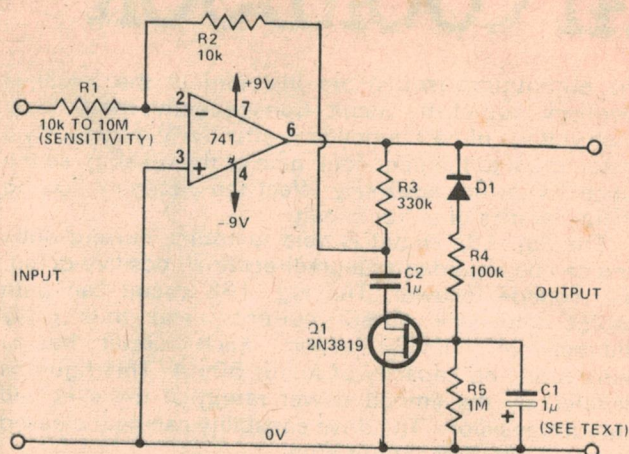 R2
10k
+9V
R1
2
7
10k TO 10M
(SENSITIVITY)
−
741
6
3
+
4
−9V
R3
330k
D1
R4
100k
INPUT
C2
1μ
OUTPUT
Q1
2N3819
R5
1M
C1
1μ
+
(SEE TEXT)
0V